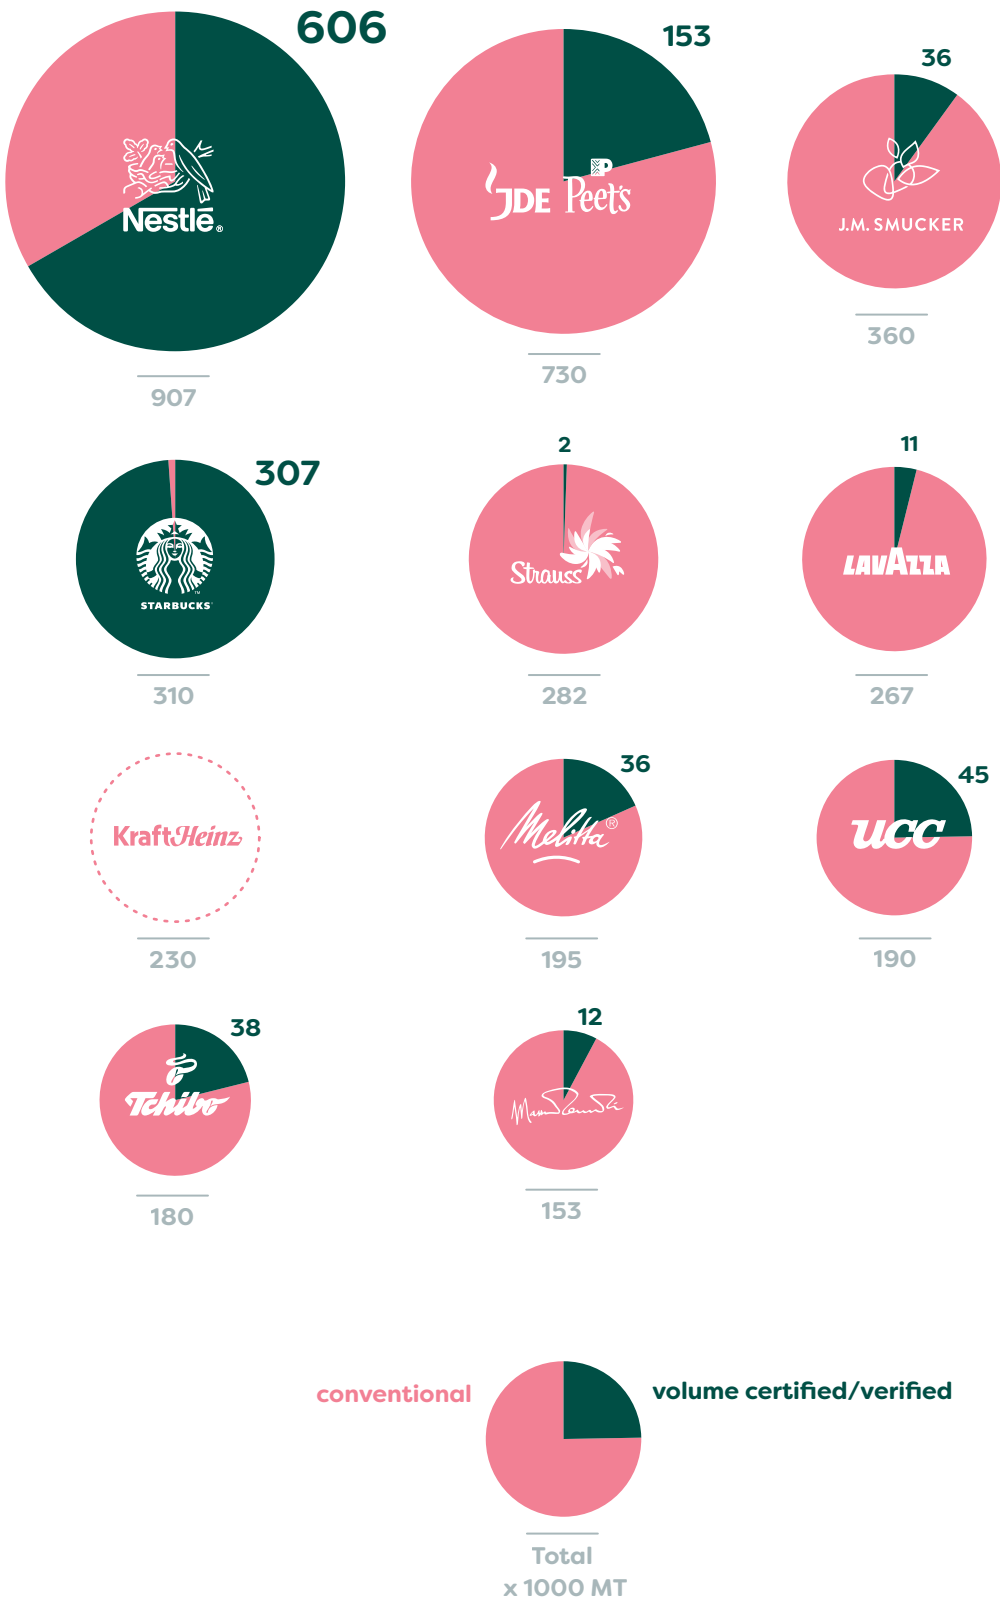 606
153
36
Nestlé®
JDE Peet's
J.M. SMUCKER
907
730
360
307
2
11
STARBUCKS
™
Strauss
LAVAZZA
310
282
267
36
45
KraftHeinz
Melitta®
ucc
230
195
190
38
12
Tchibo
180
153
conventional
volume certified/verified
Total
x 1000 MT